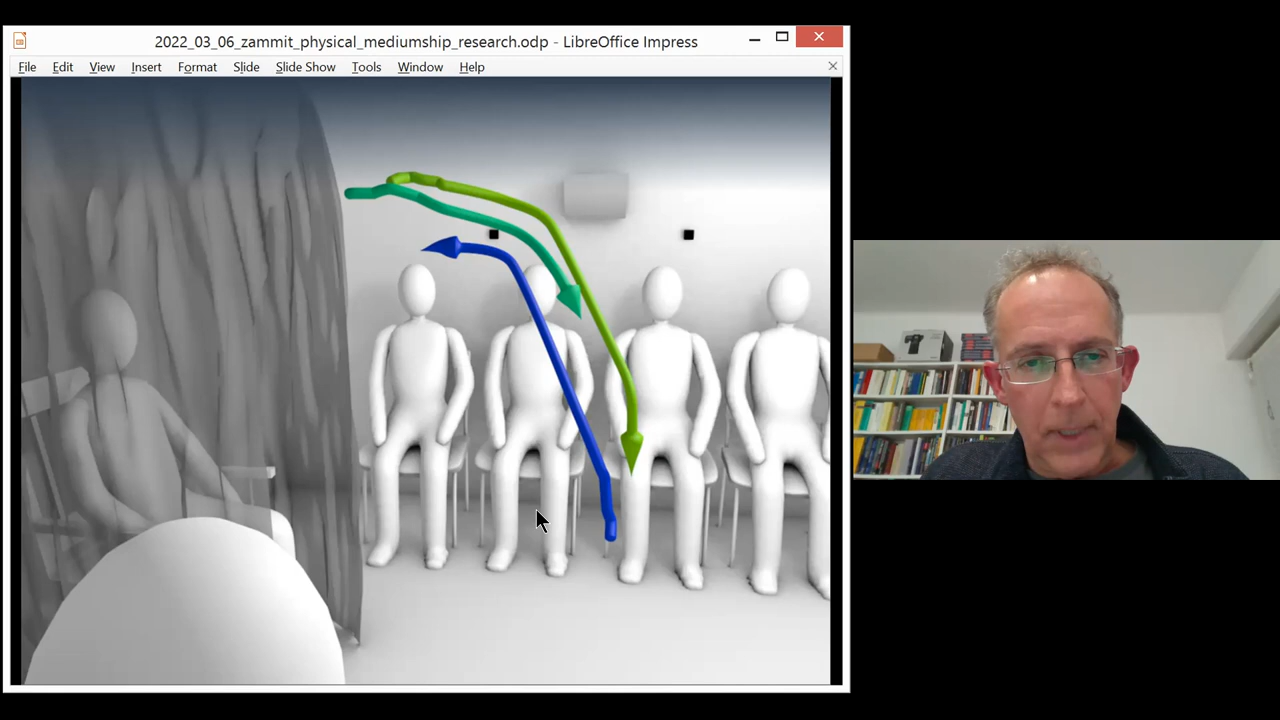 2022_03_06_zammit_physical_mediumship_research.odp - LibreOffice Impress
File Edit View Insert Format Slide Slide Show Tools Window Help